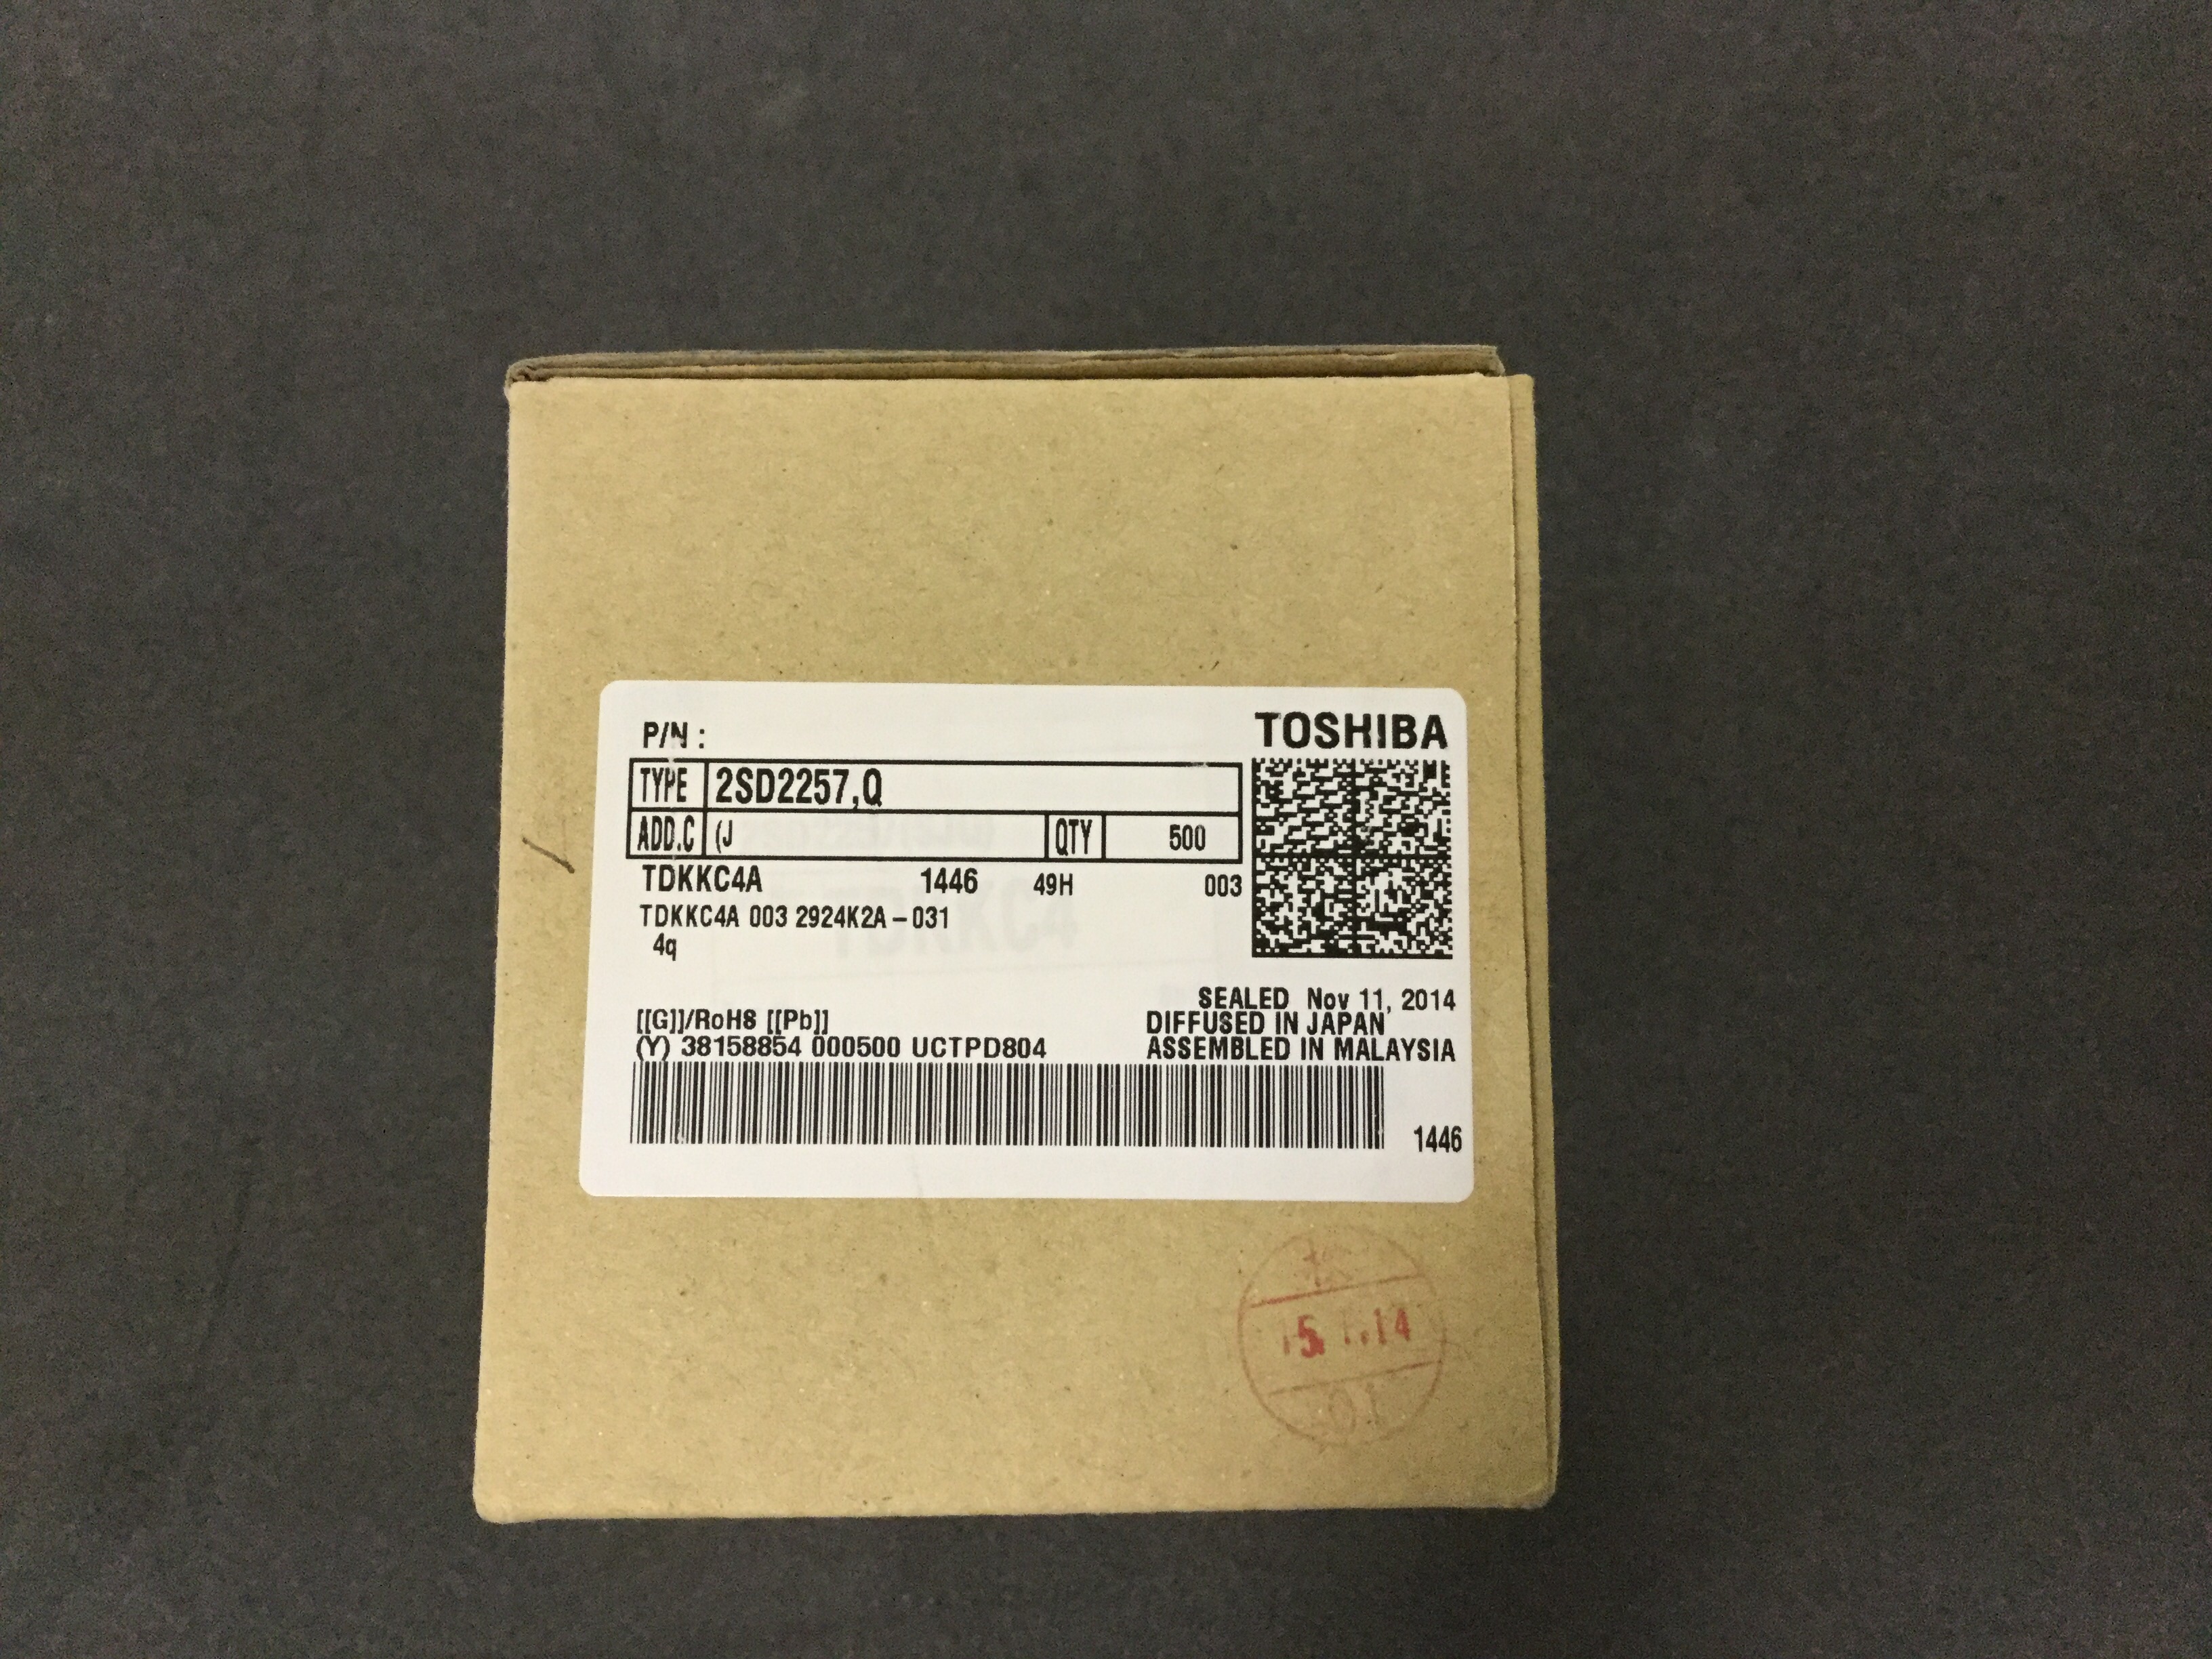 P/N :
TOSHIBA
TYPE 2SD2257,Q
ADD.C (J QTY 500
TDKKC4A 1446 49H 003
TDKKC4A 003 2924K2A-031
4q
SEALED Nov 11, 2014
[[G]]/RoHS [[Pb]] DIFFUSED IN JAPAN
(Y) 38158854 000500 UCTPD804 ASSEMBLED IN MALAYSIA
1446